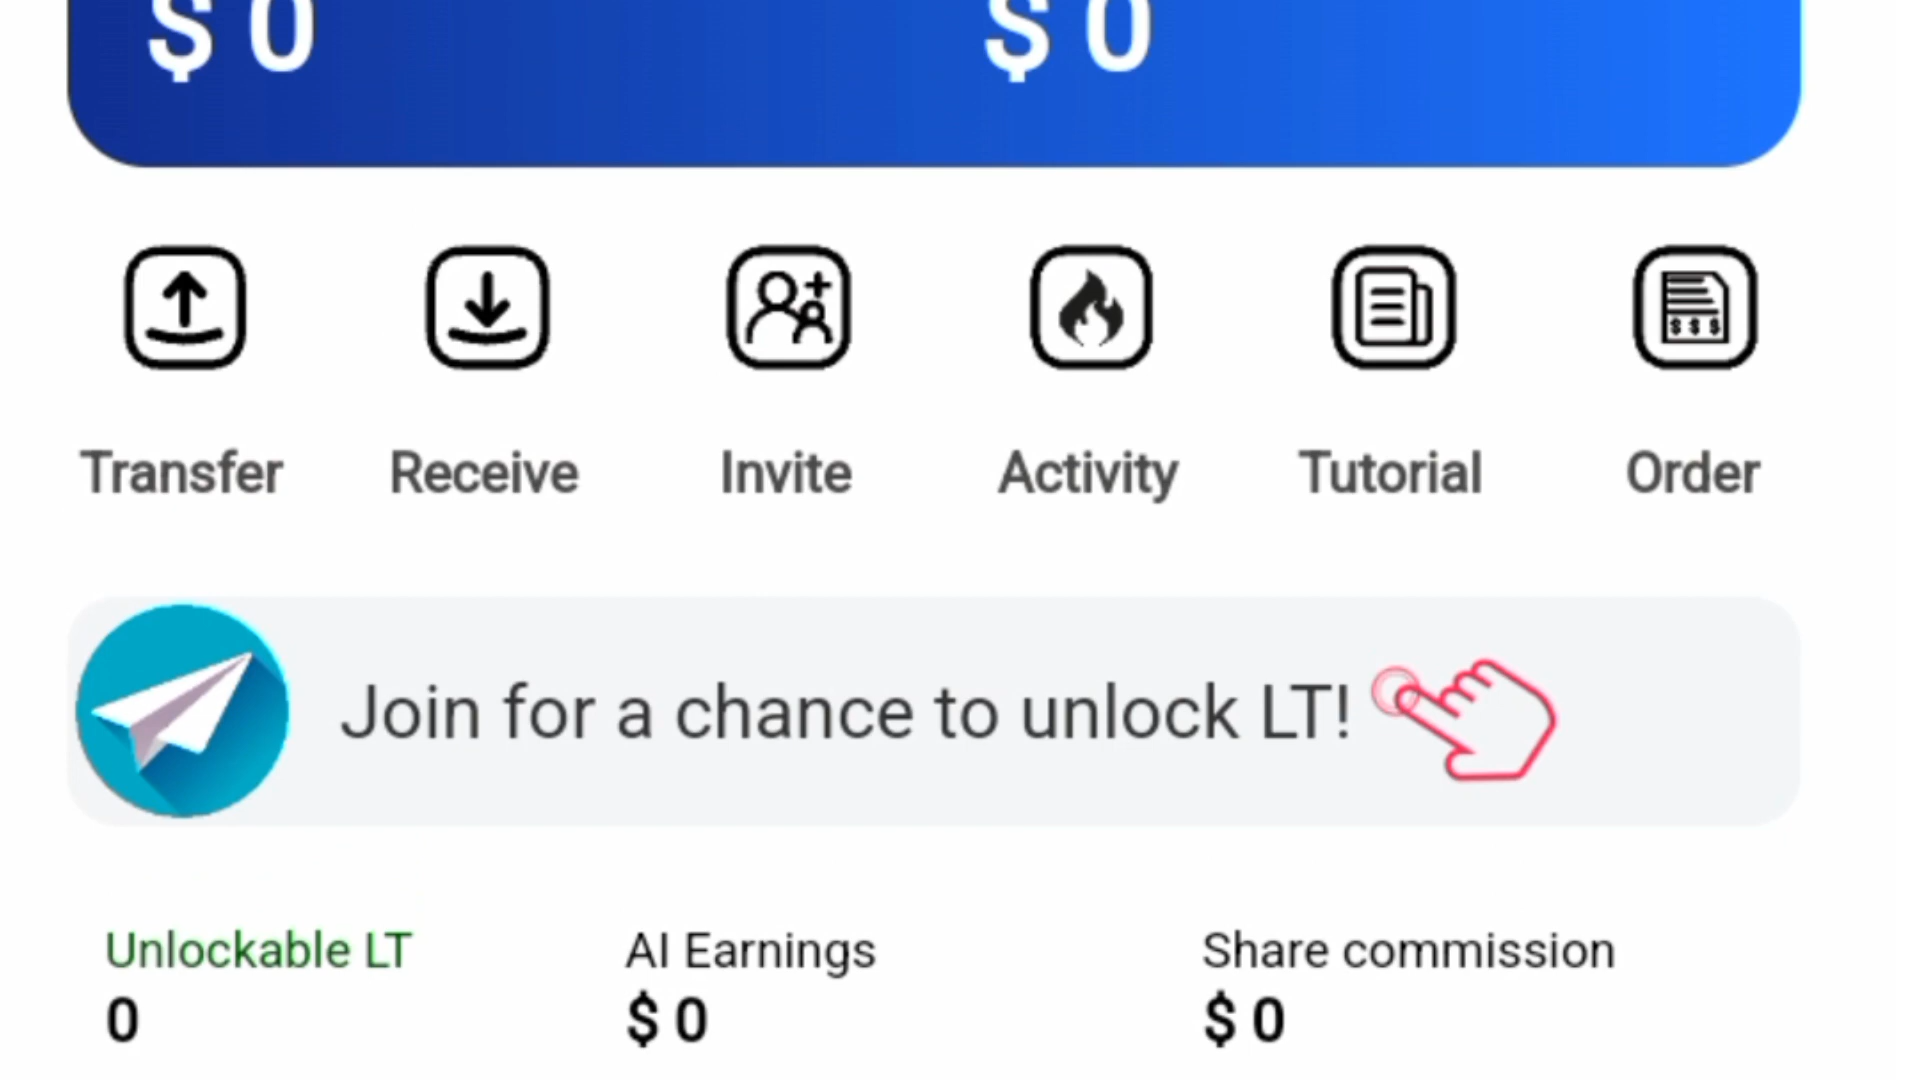 $ 0 $ 0
Transfer Receive Invite Activity Tutorial Order
Join for a chance to unlock LT!
Unlockable LT AI Earnings Share commission
0 $ 0 $ 0